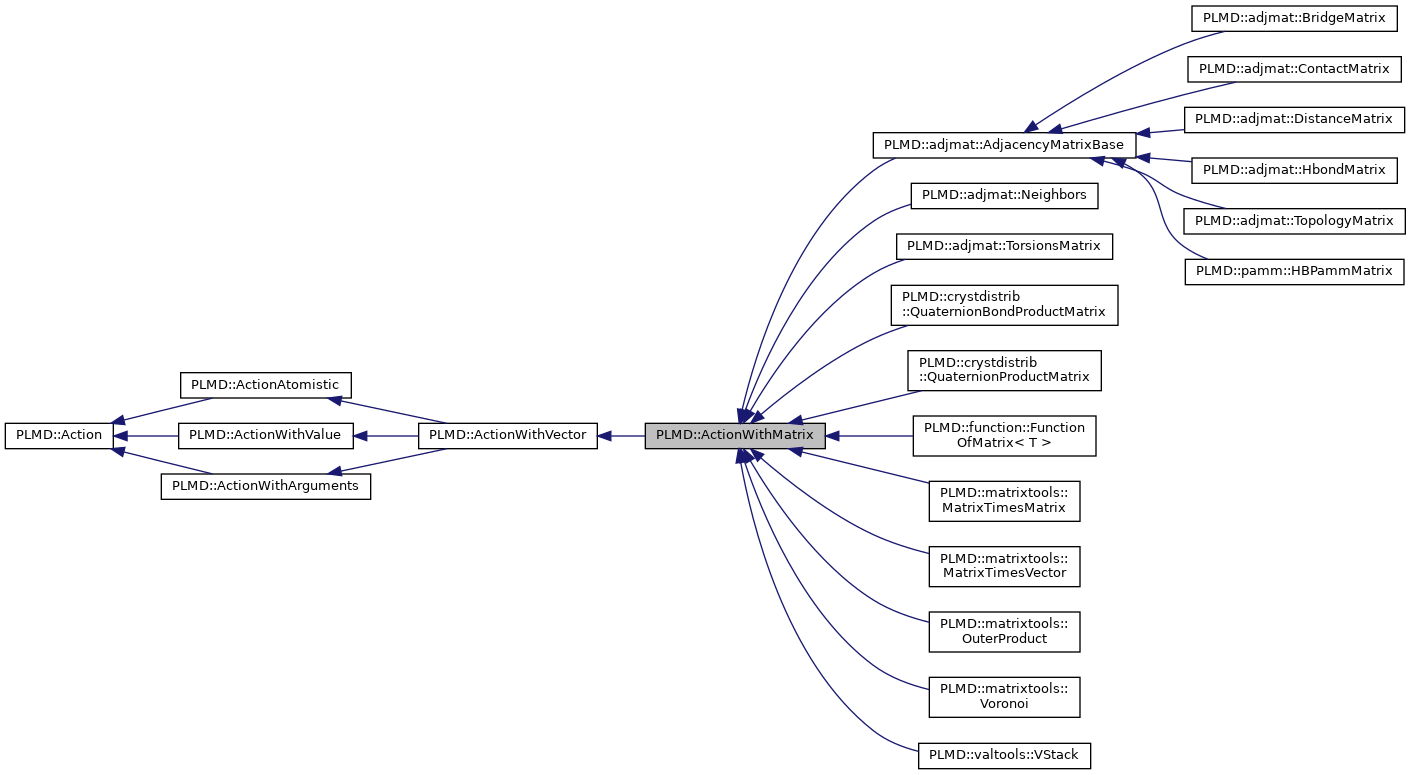 PLMD::Action
PLMD::ActionAtomistic
PLMD::ActionWithValue
PLMD::ActionWithArguments
PLMD::ActionWithVector
PLMD::ActionWithMatrix
PLMD::adjmat::AdjacencyMatrixBase
PLMD::adjmat::Neighbors
PLMD::adjmat::TorsionsMatrix
PLMD::crystdistrib
::QuaternionBondProductMatrix
PLMD::crystdistrib
::QuaternionProductMatrix
PLMD::function::Function
OfMatrix< T >
PLMD::matrixtools::
MatrixTimesMatrix
PLMD::matrixtools::
MatrixTimesVector
PLMD::matrixtools::
OuterProduct
PLMD::matrixtools::
Voronoi
PLMD::valtools::VStack
PLMD::adjmat::BridgeMatrix
PLMD::adjmat::ContactMatrix
PLMD::adjmat::DistanceMatrix
PLMD::adjmat::HbondMatrix
PLMD::adjmat::TopologyMatrix
PLMD::pamm::HBPammMatrix